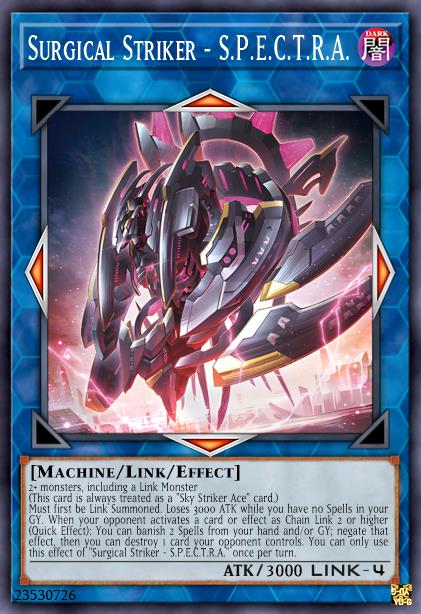 Surgical Striker - S.P.E.C.T.R.A.
DARK
闇
[Machine/Link/Effect]
2+ monsters, including a Link Monster
(This card is always treated as a "Sky Striker Ace" card.)
Must first be Link Summoned. Loses 3000 ATK while you have no Spells in your
GY. When your opponent activates a card or effect as Chain Link 2 or higher
(Quick Effect): You can banish 2 Spells from your hand and/or GY; negate that
effect, then you can destroy 1 card your opponent controls. You can only use
this effect of "Surgical Striker - S.P.E.C.T.R.A." once per turn.
ATK/3000 LINK-4
23530726